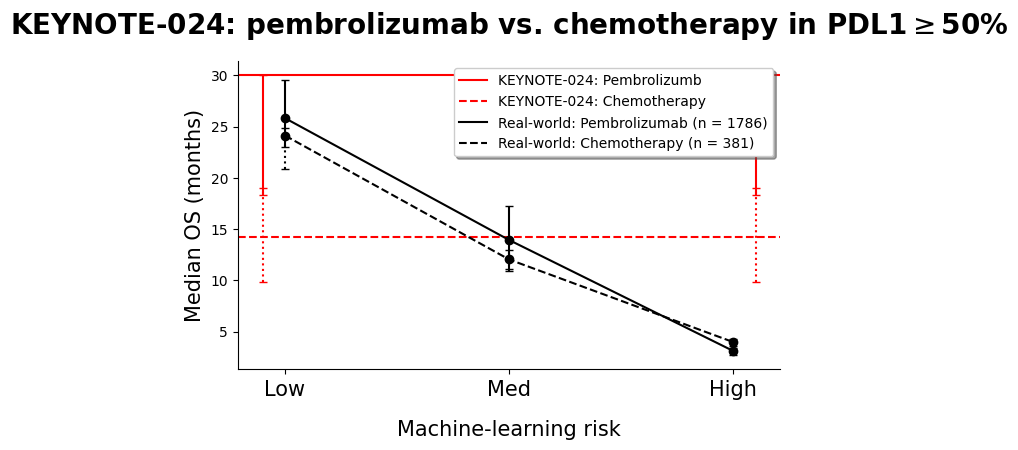 KEYNOTE-024: pembrolizumab vs. chemotherapy in PDL1 ≥ 50%
30
25
20
15
10
5
Median OS (months)
KEYNOTE-024: Pembrolizumb
KEYNOTE-024: Chemotherapy
Real-world: Pembrolizumab (n = 1786)
Real-world: Chemotherapy (n = 381)
Low Med High
Machine-learning risk